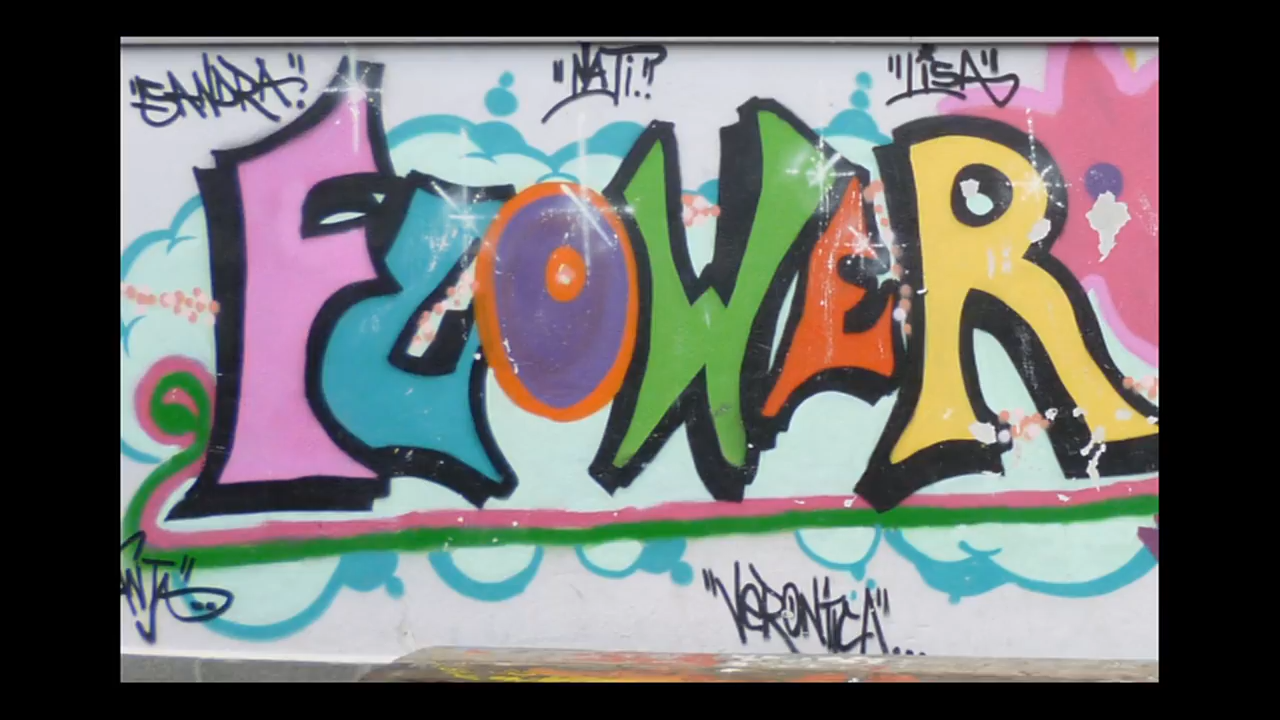 "SANDRA"
"NATi"!!
"LiSA"
FLOWER
"VERONiCA"...